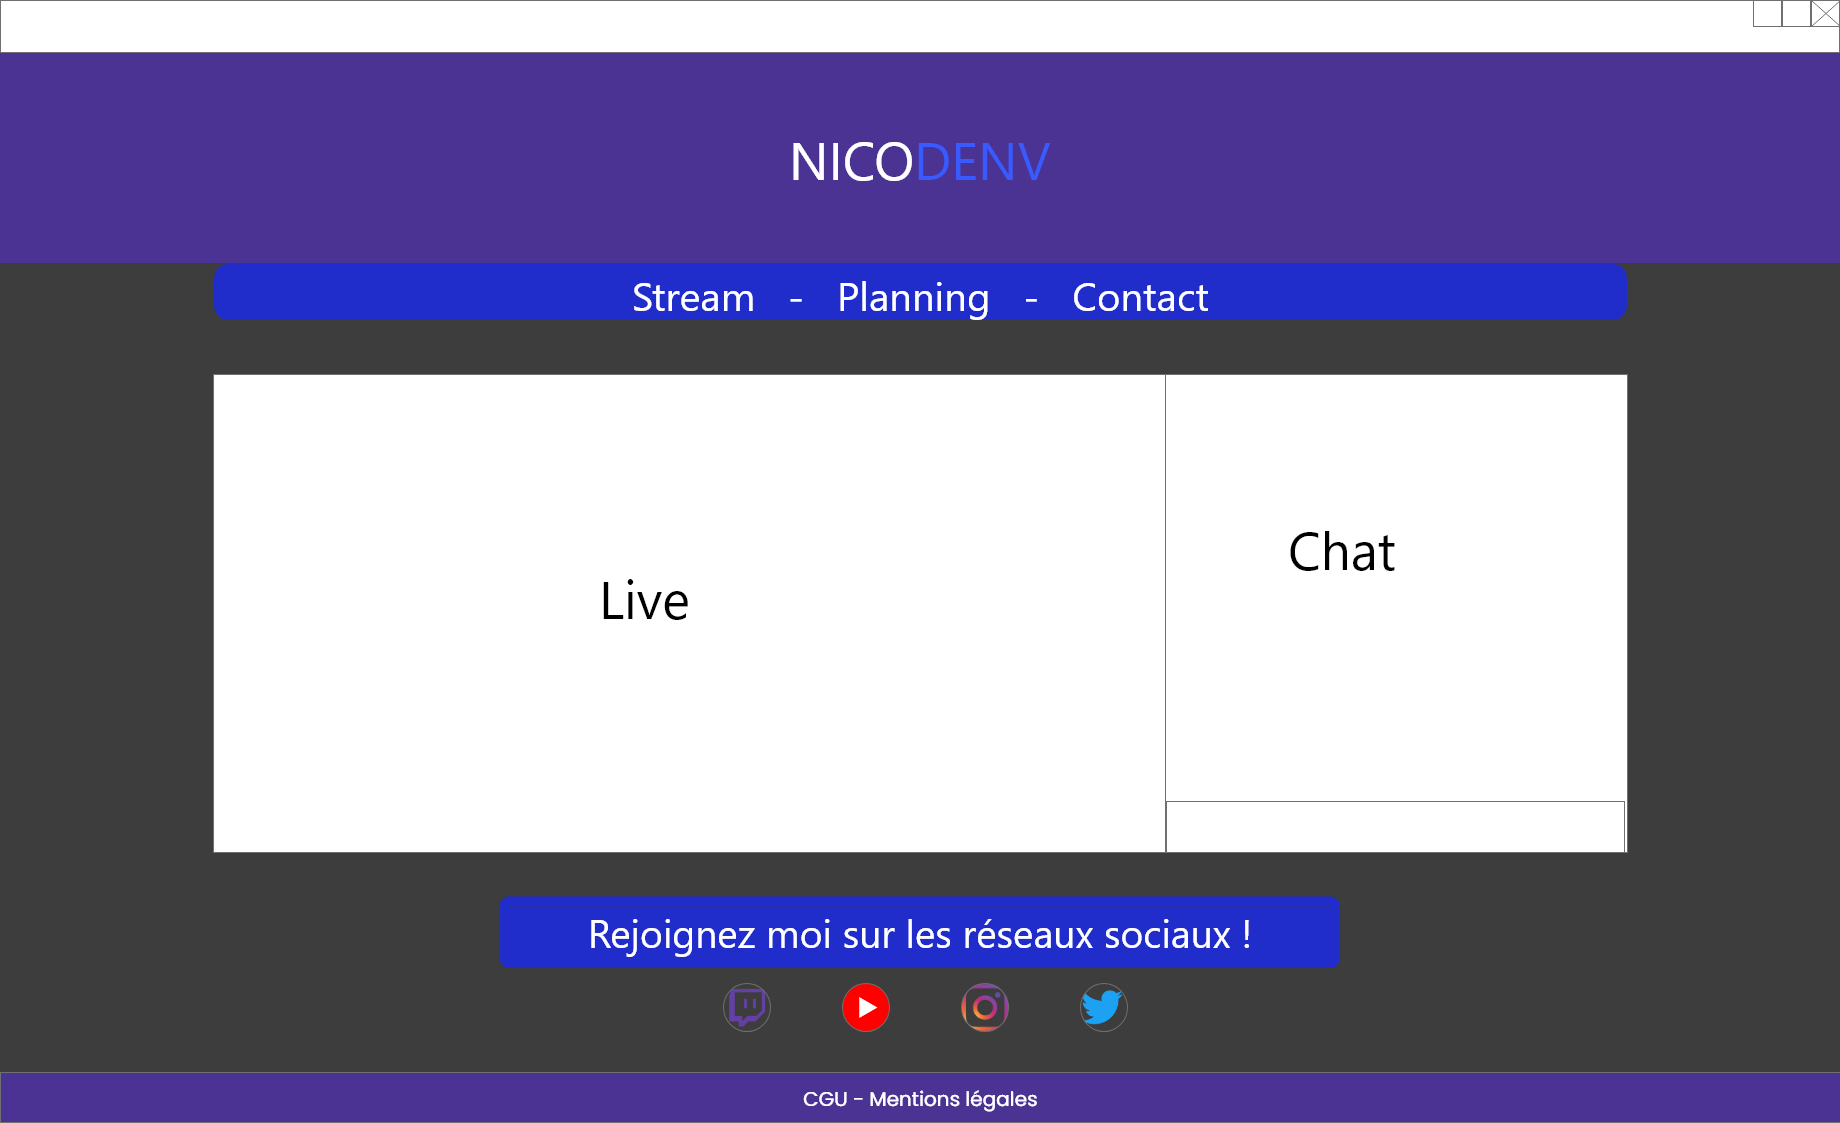 NICODENV
Stream - Planning - Contact
Live
Chat
Rejoignez moi sur les réseaux sociaux !
CGU - Mentions légales